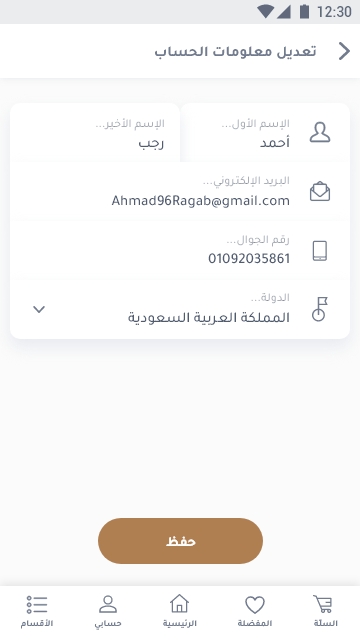 12:30
تعديل معلومات الحساب
الإسم الأول...
أحمد
الإسم الأخير...
رجب
البريد الإلكتروني...
Ahmad96Ragab@gmail.com
رقم الجوال...
01092035861
الدولة...
المملكة العربية السعودية
حفظ
السلّة
المفضلة
الرئيسية
حسابي
الأقسام